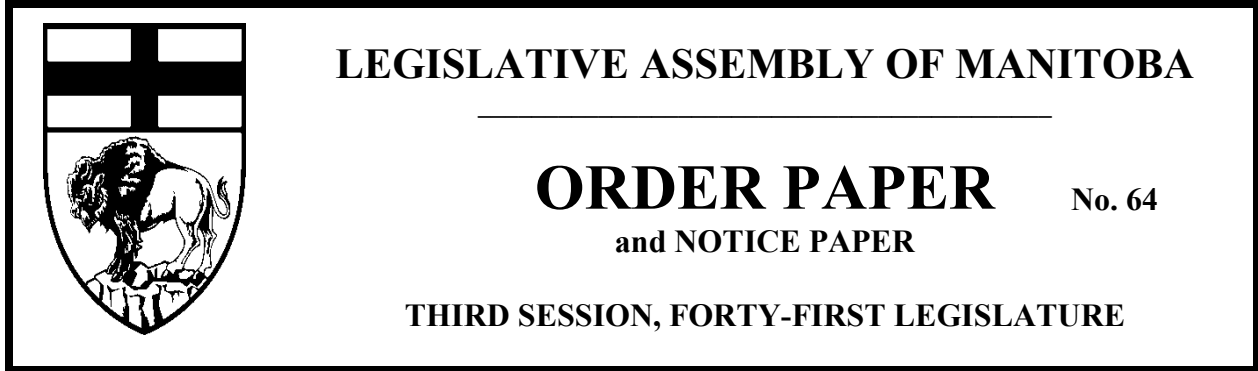 LEGISLATIVE ASSEMBLY OF MANITOBA
ORDER PAPER No. 64
and NOTICE PAPER
THIRD SESSION, FORTY-FIRST LEGISLATURE